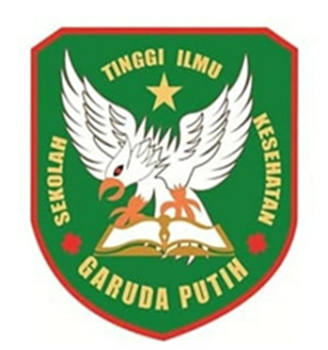 SEKOLAH
TINGGI ILMU
KESEHATAN
GARUDA PUTIH